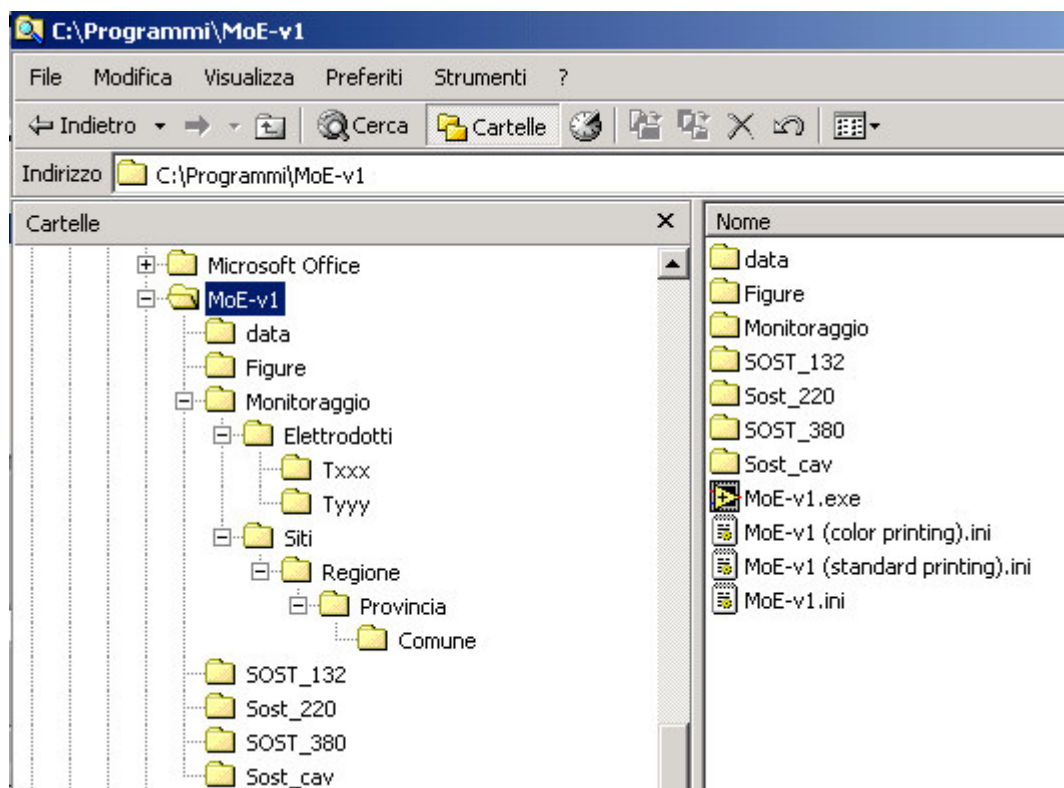 C:\Programmi\MoE-v1
File Modifica Visualizza Preferiti Strumenti ?
Indietro Cerca Cartelle
Indirizzo C:\Programmi\MoE-v1
Cartelle
Microsoft Office
MoE-v1
data
Figure
Monitoraggio
Elettrodotti
Txxx
Tyyy
Siti
Regione
Provincia
Comune
SOST_132
Sost_220
SOST_380
Sost_cav
Nome
data
Figure
Monitoraggio
SOST_132
Sost_220
SOST_380
Sost_cav
MoE-v1.exe
MoE-v1 (color printing).ini
MoE-v1 (standard printing).ini
MoE-v1.ini